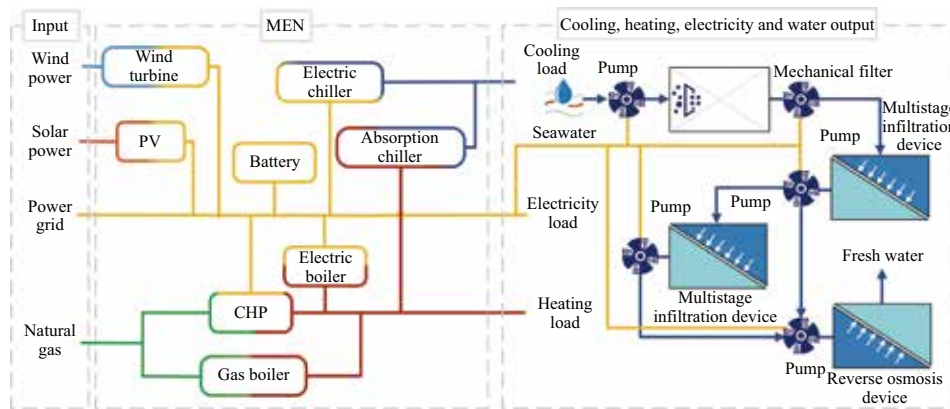 Input
MEN
Cooling, heating, electricity and water output
Wind
power
Wind
turbine
Solar
power
PV
Battery
Electric
chiller
Absorption
chiller
Power
grid
Electric
boiler
CHP
Natural
gas
Gas boiler
Cooling
load
Pump
Mechanical filter
Seawater
Multistage
infiltration
device
Pump
Electricity
load
Pump
Pump
Multistage
infiltration device
Fresh water
Heating
load
Pump
Reverse osmosis
device